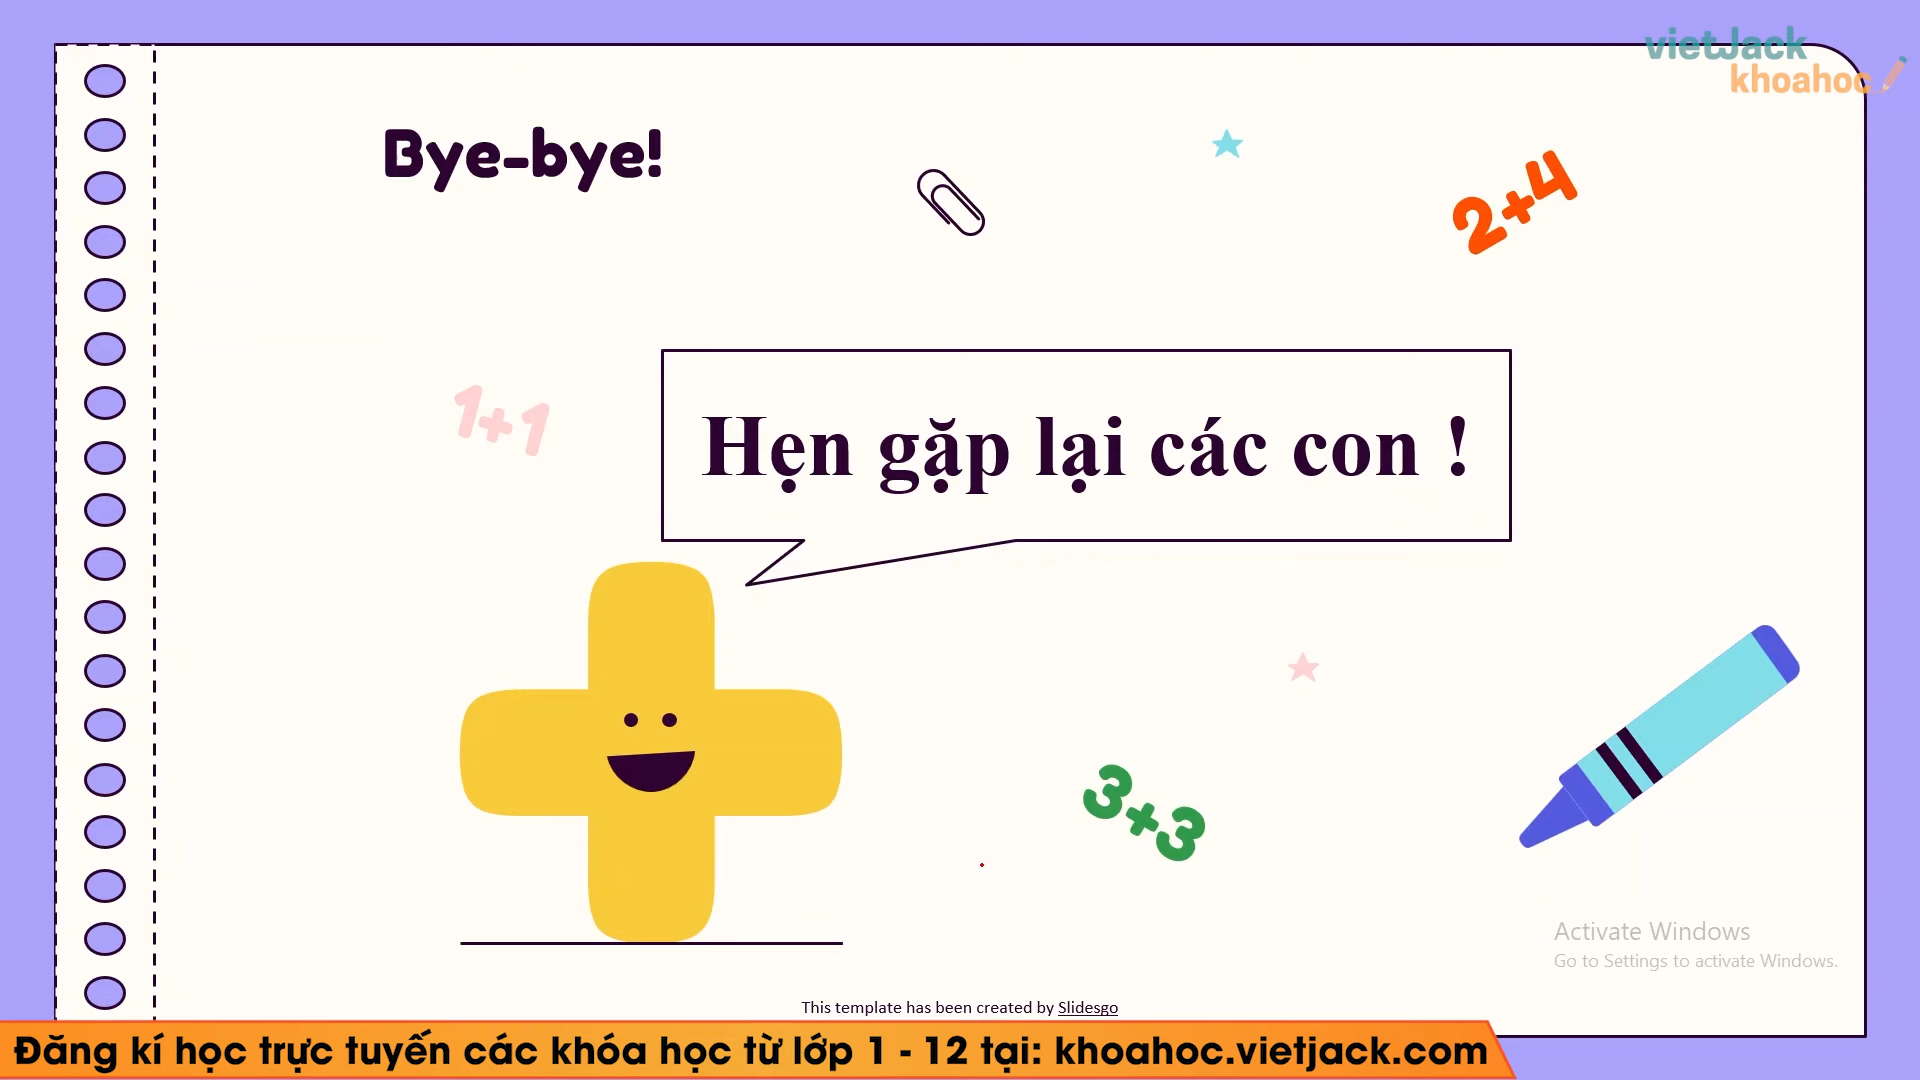 vietJack
khoahoc
Bye-bye!
2+4
1+1
Hẹn gặp lại các con !
3+3
Activate Windows
Go to Settings to activate Windows.
This template has been created by Slidesgo
Đăng kí học trực tuyến các khóa học từ lớp 1 - 12 tại: khoahoc.vietjack.com